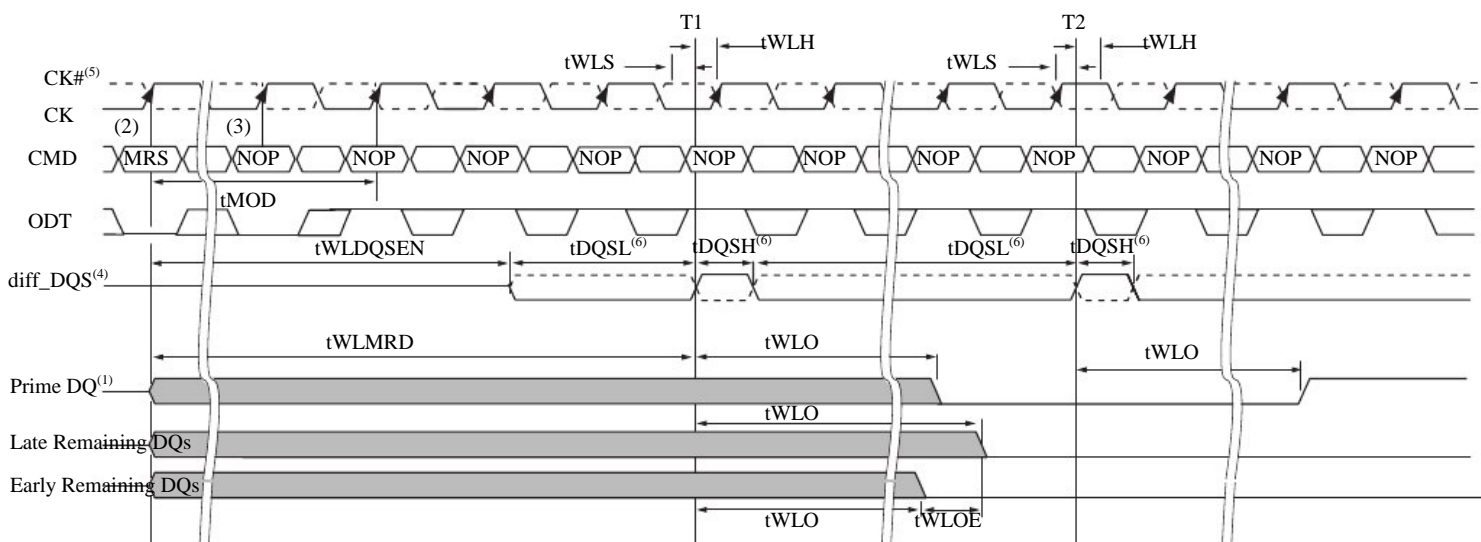 T1 T2
tWLH tWLH
tWLS tWLS
CK#(5)
CK
(2) (3)
CMD MRS NOP NOP NOP NOP NOP NOP NOP NOP NOP NOP NOP
tMOD
ODT
tWLDQSEN tDQSL(6) tDQSH(6) tDQSL(6) tDQSH(6)
diff_DQS(4)
tWLMRD tWLO tWLO
Prime DQ(1)
tWLO
Late Remaining DQs
Early Remaining DQs
tWLO tWLOE